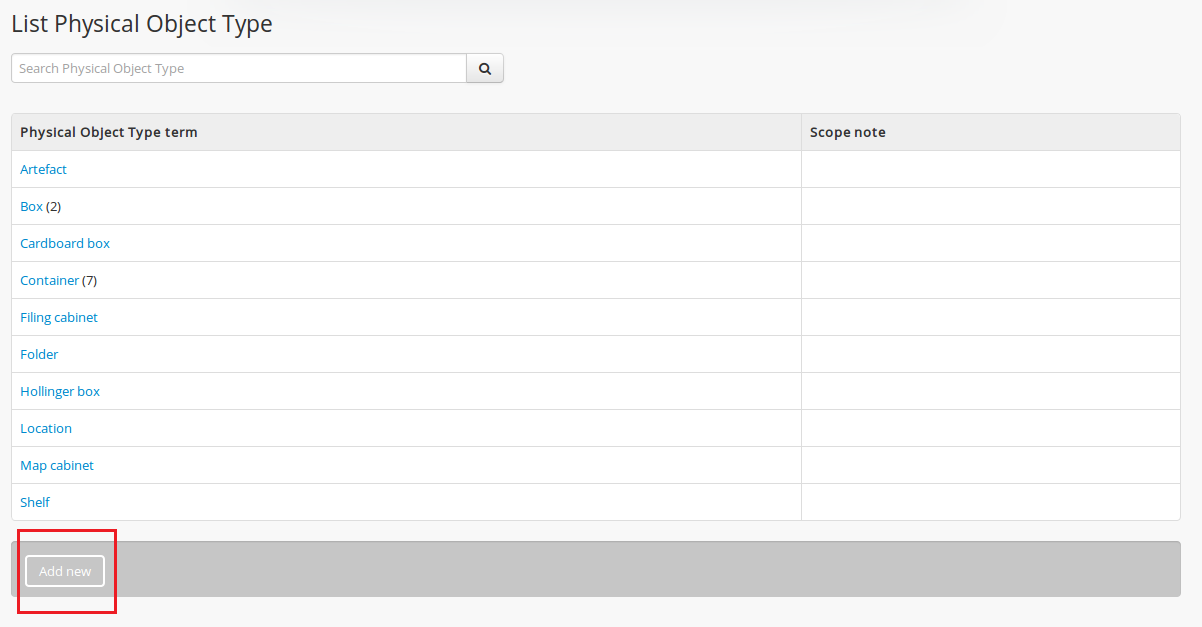 List Physical Object Type
Search Physical Object Type
Physical Object Type term Scope note
Artefact
Box (2)
Cardboard box
Container (7)
Filing cabinet
Folder
Hollinger box
Location
Map cabinet
Shelf
Add new